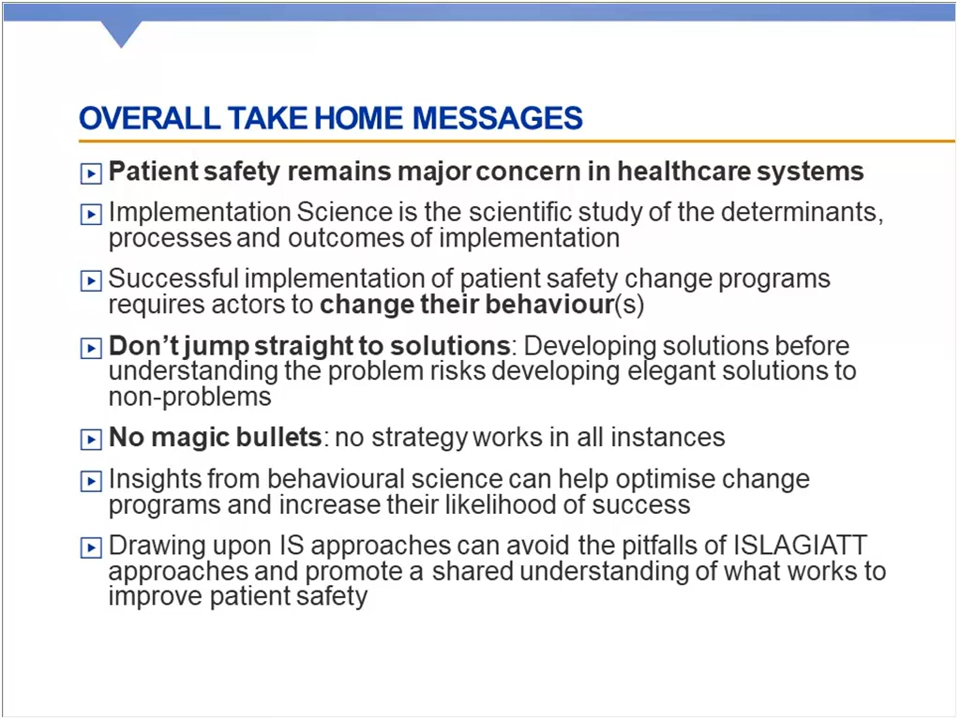 OVERALL TAKE HOME MESSAGES
Patient safety remains major concern in healthcare systems
Implementation Science is the scientific study of the determinants,
processes and outcomes of implementation
Successful implementation of patient safety change programs
requires actors to change their behaviour(s)
Don't jump straight to solutions: Developing solutions before
understanding the problem risks developing elegant solutions to
non-problems
No magic bullets: no strategy works in all instances
Insights from behavioural science can help optimise change
programs and increase their likelihood of success
Drawing upon IS approaches can avoid the pitfalls of ISLAGIATT
approaches and promote a shared understanding of what works to
improve patient safety